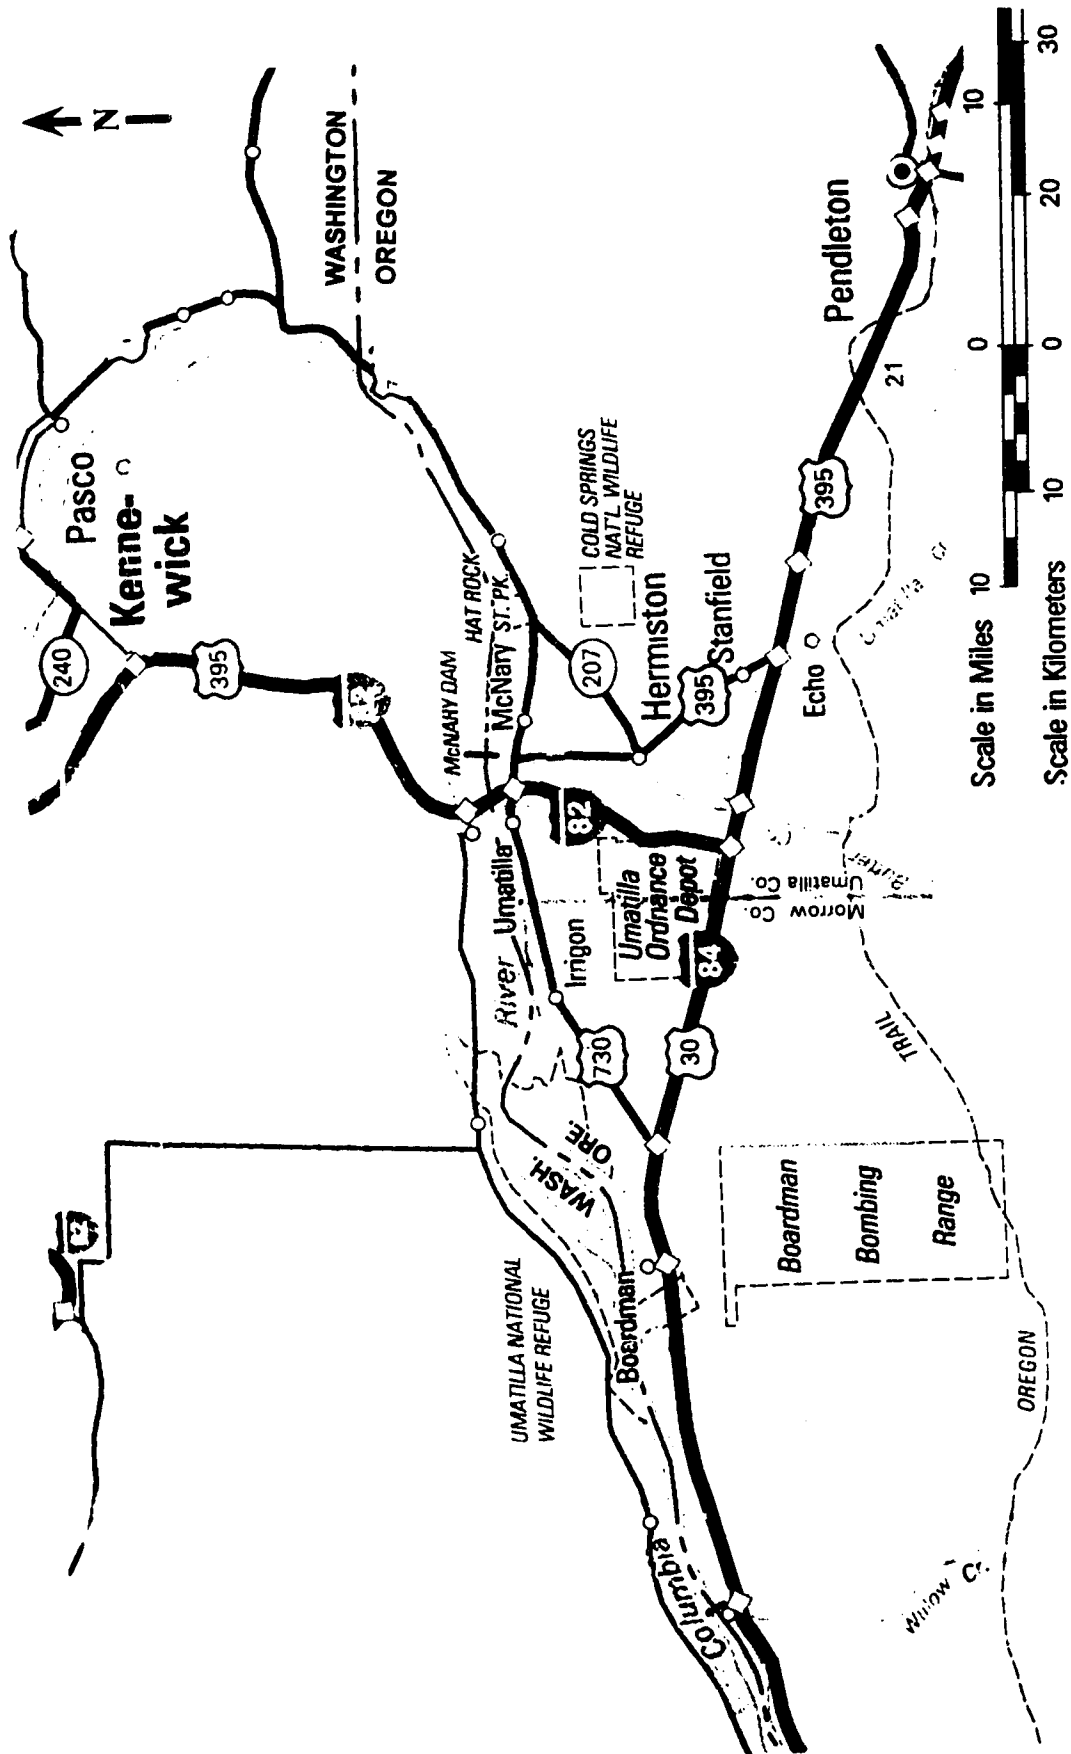 N
240
Pasco
Kenne-
wick
395
WASHINGTON
OREGON
McNARY DAM
HAT ROCK
ST. PK.
McNary
UMATILLA NATIONAL
WILDLIFE REFUGE
River
Umatilla
82
207
COLD SPRINGS
NAT'L WILDLIFE
REFUGE
Irrigon
WASH.
ORE.
730
Umatilla
Ordnance
Depot
Hermiston
395
Stanfield
Boardman
30
84
Morrow Co.
Umatilla Co.
Echo
395
21
Pendleton
Columbia
Boardman
Bombing
Range
TRAIL
OREGON
Willow
Scale in Miles
10
0
10
Scale in Kilometers
10
0
20
30